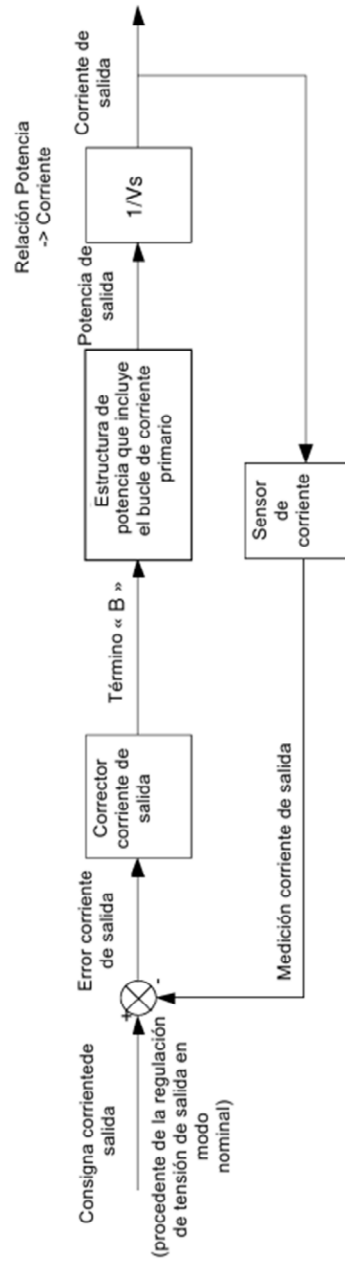 Consigna corrientede
salida
(procedente de la regulación
de tensión de salida en
modo
nominal)
+
-
Error corriente
de salida
Corrector
corriente de
salida
Término « B »
Estructura de
potencia que incluye
el bucle de corriente
primario
Potencia de
salida
Relación Potencia
-> Corriente
1/Vs
Corriente de
salida
Sensor
de
corriente
Medición corriente de salida